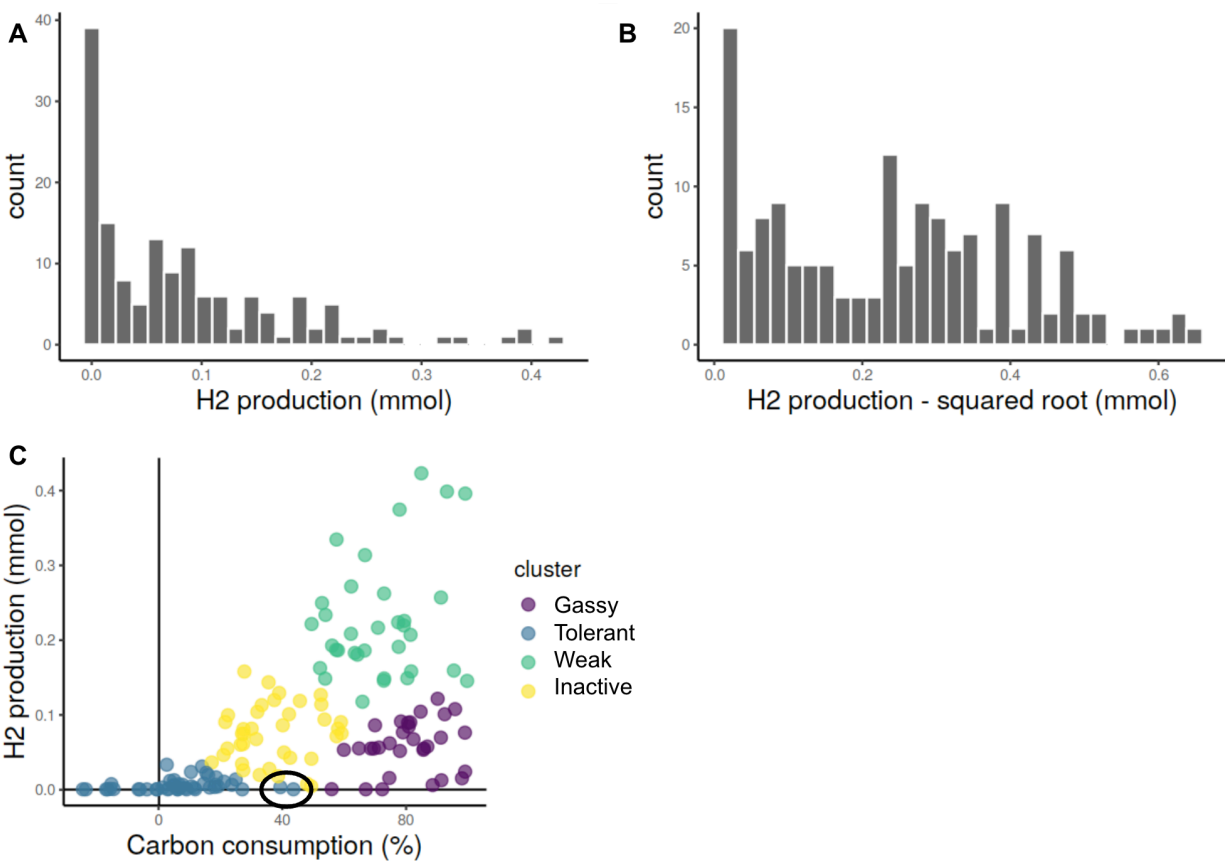 A
count
40
30
20
10
0
0.0 0.1 0.2 0.3 0.4
H2 production (mmol)
B
count
20
15
10
5
0
0.0 0.2 0.4 0.6
H2 production - squared root (mmol)
C
H2 production (mmol)
0.4
0.3
0.2
0.1
0.0
0 40 80
Carbon consumption (%)
cluster
Gassy
Tolerant
Weak
Inactive